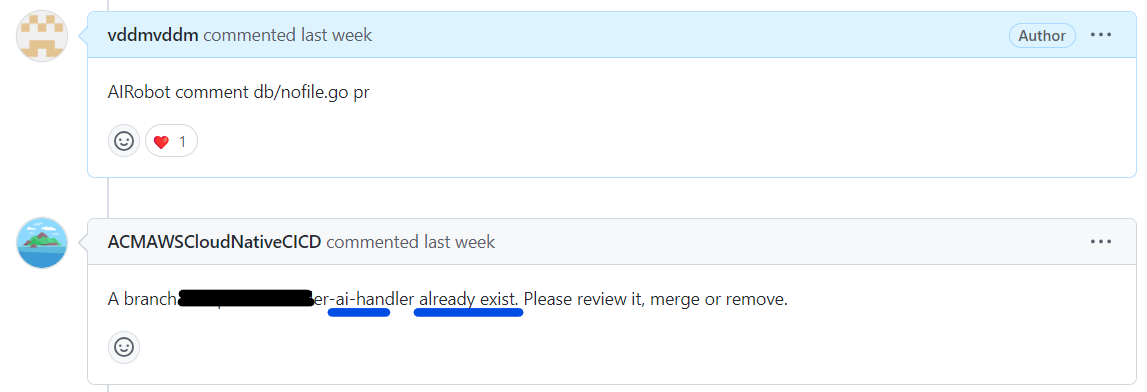 vddmvddm commented last week Author
AIRobot comment db/nofile.go pr
1
ACMAWSCloudNativeCICD commented last week
A branch er-ai-handler already exist. Please review it, merge or remove.